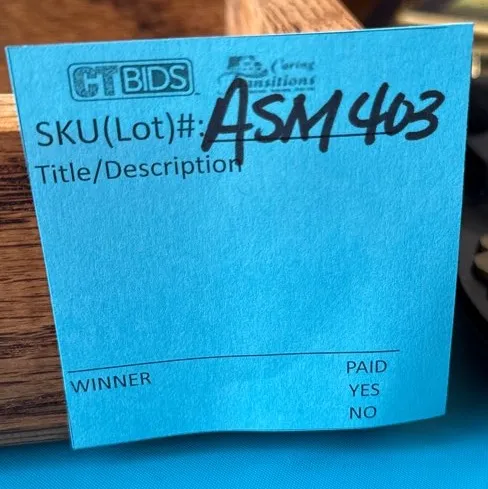 CTBIDS
Caring
Transitions
SKU(Lot)#: ASM 403
Title/Description
WINNER
PAID
YES
NO